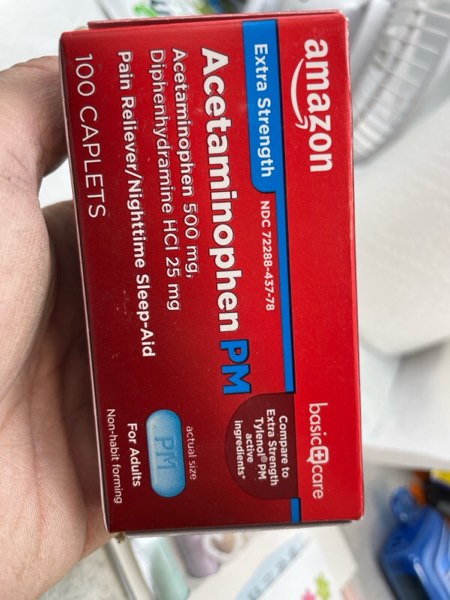 amazon
basic care
Extra Strength
NDC 72288-437-78
Acetaminophen PM
Acetaminophen 500 mg,
Diphenhydramine HCl 25 mg
Pain Reliever/Nighttime Sleep-Aid
100 CAPLETS
Compare to
Extra Strength
Tylenol® PM
active
ingredients*
actual size
PM
For Adults
Non-habit forming